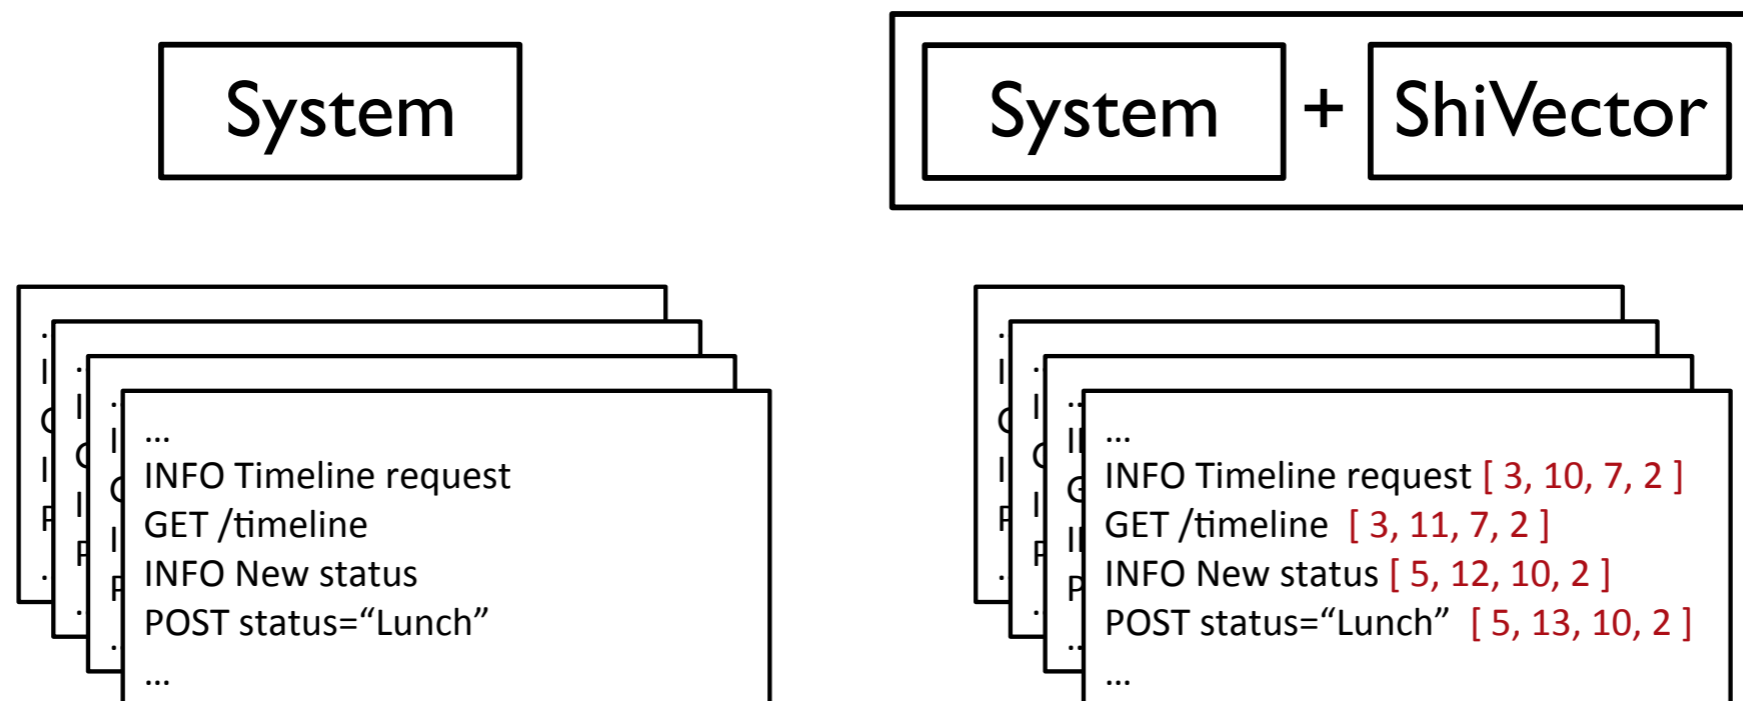 System
System + ShiVector
...
INFO Timeline request
GET /timeline
INFO New status
POST status=“Lunch”
...
...
INFO Timeline request [ 3, 10, 7, 2 ]
GET /timeline [ 3, 11, 7, 2 ]
INFO New status [ 5, 12, 10, 2 ]
POST status=“Lunch” [ 5, 13, 10, 2 ]
...